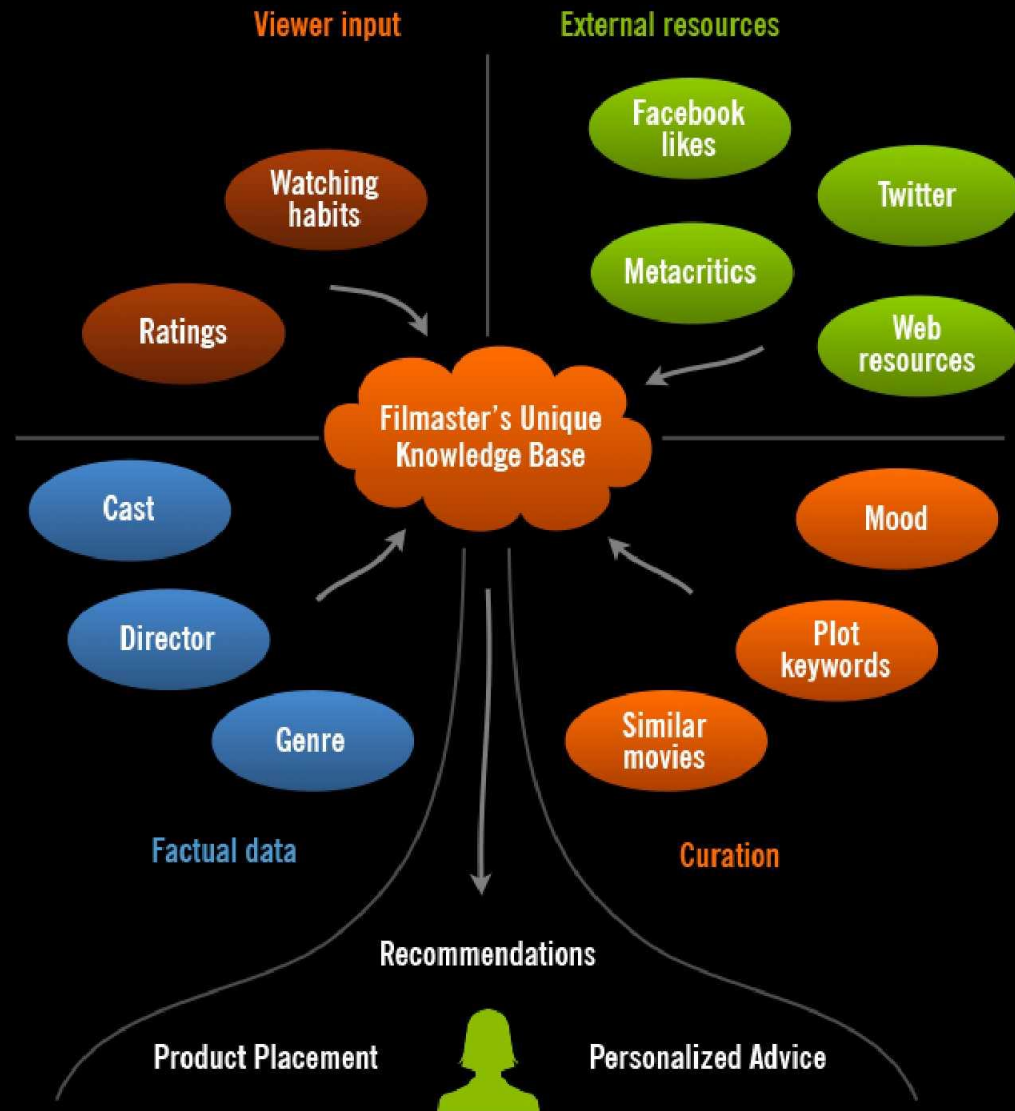 Viewer input
External resources
Facebook
likes
Watching
habits
Twitter
Metacritics
Ratings
Web
resources
Filmaster’s Unique
Knowledge Base
Cast
Mood
Director
Plot
keywords
Genre
Similar
movies
Factual data
Curation
Recommendations
Product Placement
Personalized Advice